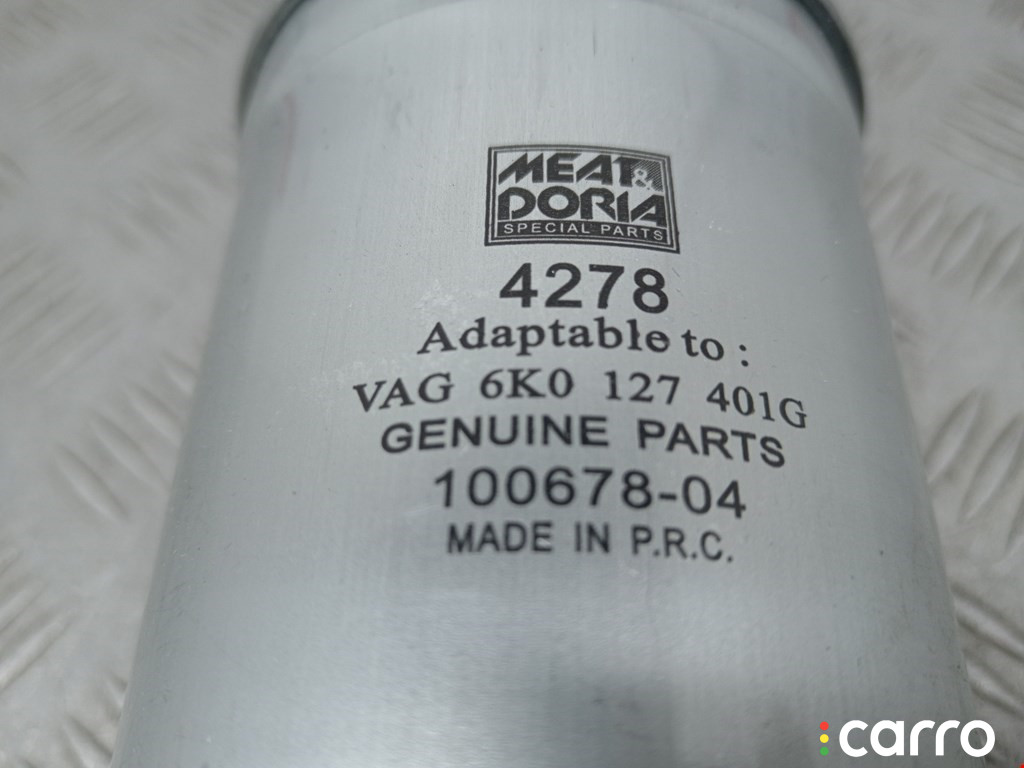 MEAT &
DORIA
SPECIAL PARTS
4278
Adaptable to :
VAG 6K0 127 401G
GENUINE PARTS
100678-04
MADE IN P.R.C.
carro